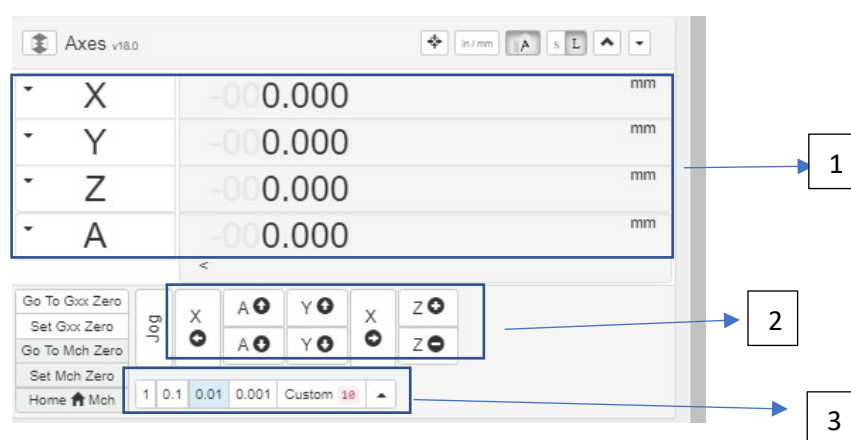 Axes v18.0
in / mm A s L
X -000.000 mm
Y -000.000 mm
Z -000.000 mm
A -000.000 mm
<
1
Go To Gxx Zero
Set Gxx Zero
Go To Mch Zero
Set Mch Zero
Home Mch
Jog
X A Y X Z
A Y Z
2
1 0.1 0.01 0.001 Custom 10
3